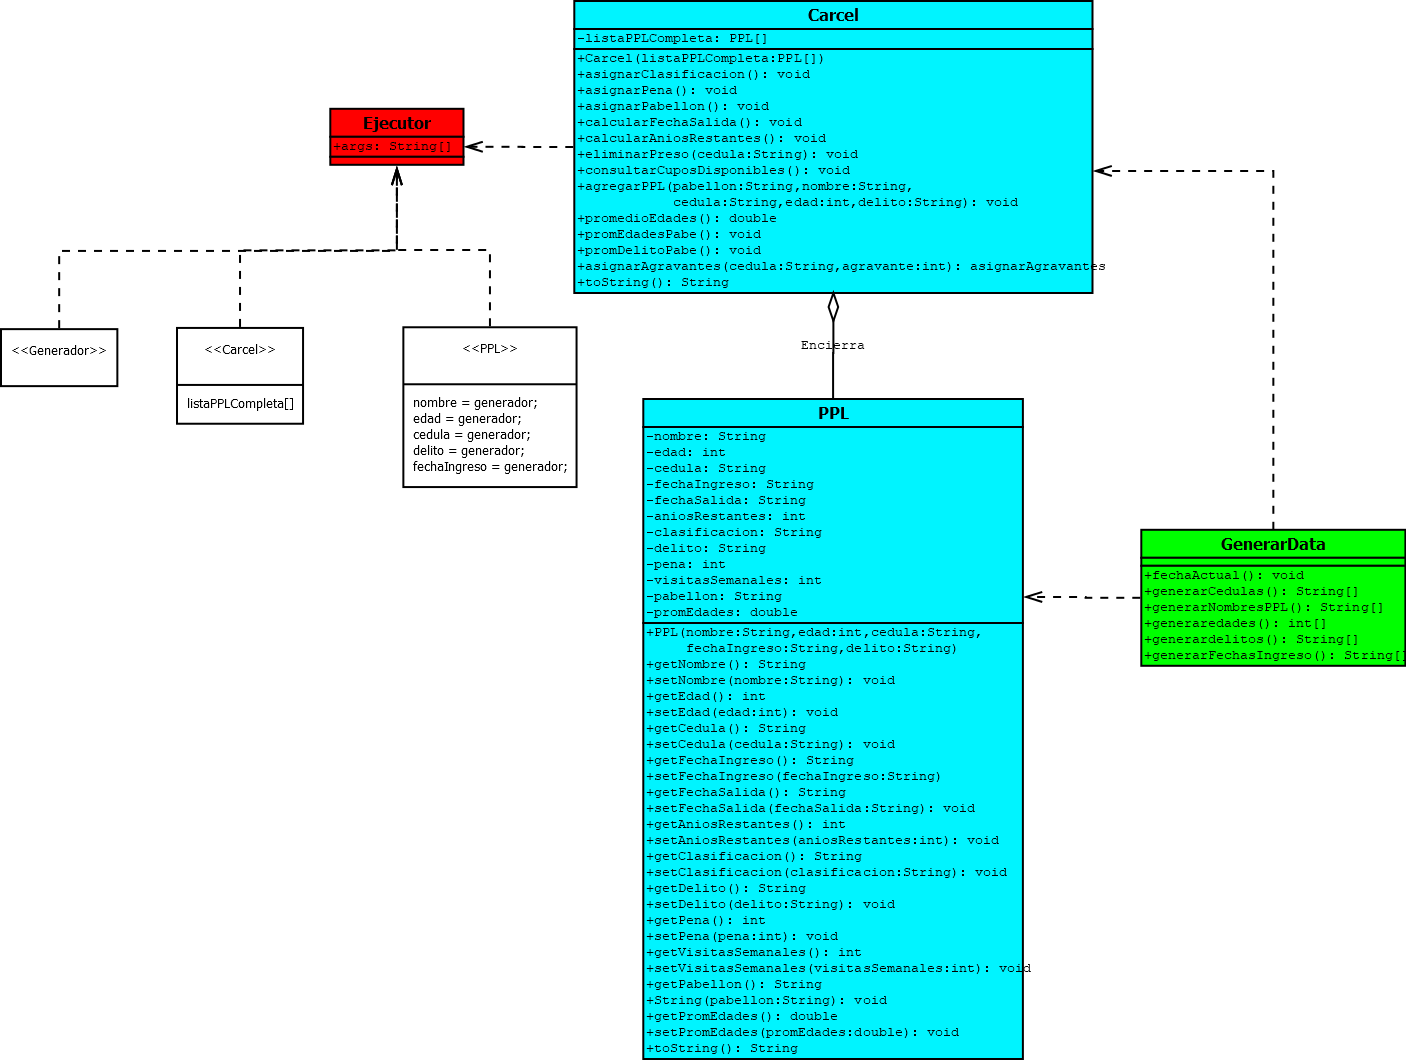 Carcel
-listaPPLCompleta: PPL[]
+Carcel(listaPPLCompleta:PPL[])
+asignarClasificacion(): void
+asignarPena(): void
+asignarPabellon(): void
+calcularFechaSalida(): void
+calcularAniosRestantes(): void
+eliminarPreso(cedula:String): void
+consultarCuposDisponibles(): void
+agregarPPL(pabellon:String,nombre:String,
cedula:String,edad:int,delito:String): void
+promedioEdades(): double
+promEdadesPabe(): void
+promDelitoPabe(): void
+asignarAgravantes(cedula:String,agravante:int): asignarAgravantes
+toString(): String
Ejecutor
+args: String[]
<<Generador>>
<<Carcel>>
listaPPLCompleta[]
<<PPL>>
nombre = generador;
edad = generador;
cedula = generador;
delito = generador;
fechaIngreso = generador;
Encierra
PPL
-nombre: String
-edad: int
-cedula: String
-fechaIngreso: String
-fechaSalida: String
-aniosRestantes: int
-clasificacion: String
-delito: String
-pena: int
-visitasSemanales: int
-pabellon: String
-promEdades: double
+PPL(nombre:String,edad:int,cedula:String,
fechaIngreso:String,delito:String)
+getNombre(): String
+setNombre(nombre:String): void
+getEdad(): int
+setEdad(edad:int): void
+getCedula(): String
+setCedula(cedula:String): void
+getFechaIngreso(): String
+setFechaIngreso(fechaIngreso:String)
+getFechaSalida(): String
+setFechaSalida(fechaSalida:String): void
+getAniosRestantes(): int
+setAniosRestantes(aniosRestantes:int): void
+getClasificacion(): String
+setClasificacion(clasificacion:String): void
+getDelito(): String
+setDelito(delito:String): void
+getPena(): int
+setPena(pena:int): void
+getVisitasSemanales(): int
+setVisitasSemanales(visitasSemanales:int): void
+getPabellon(): String
+String(pabellon:String): void
+getPromEdades(): double
+setPromEdades(promEdades:double): void
+toString(): String
GenerarData
+fechaActual(): void
+generarCedulas(): String[]
+generarNombresPPL(): String[]
+generaredades(): int[]
+generardelitos(): String[]
+generarFechasIngreso(): String[]